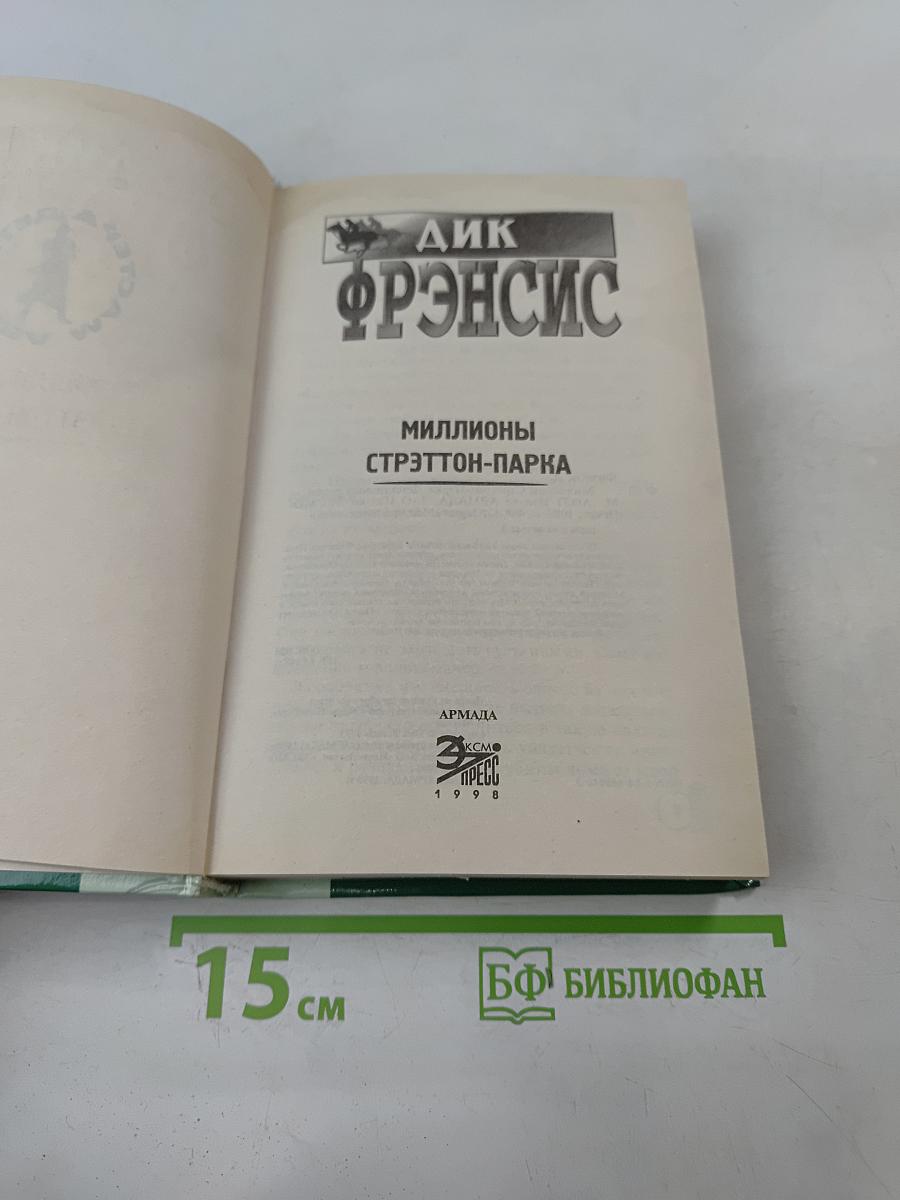 ДИК
ФРЭНСИС
МИЛЛИОНЫ
СТРЭТТОН-ПАРКА
АРМАДА
ЭКСМО
ПРЕСС
1998
15 см
БФ БИБЛИОФАН